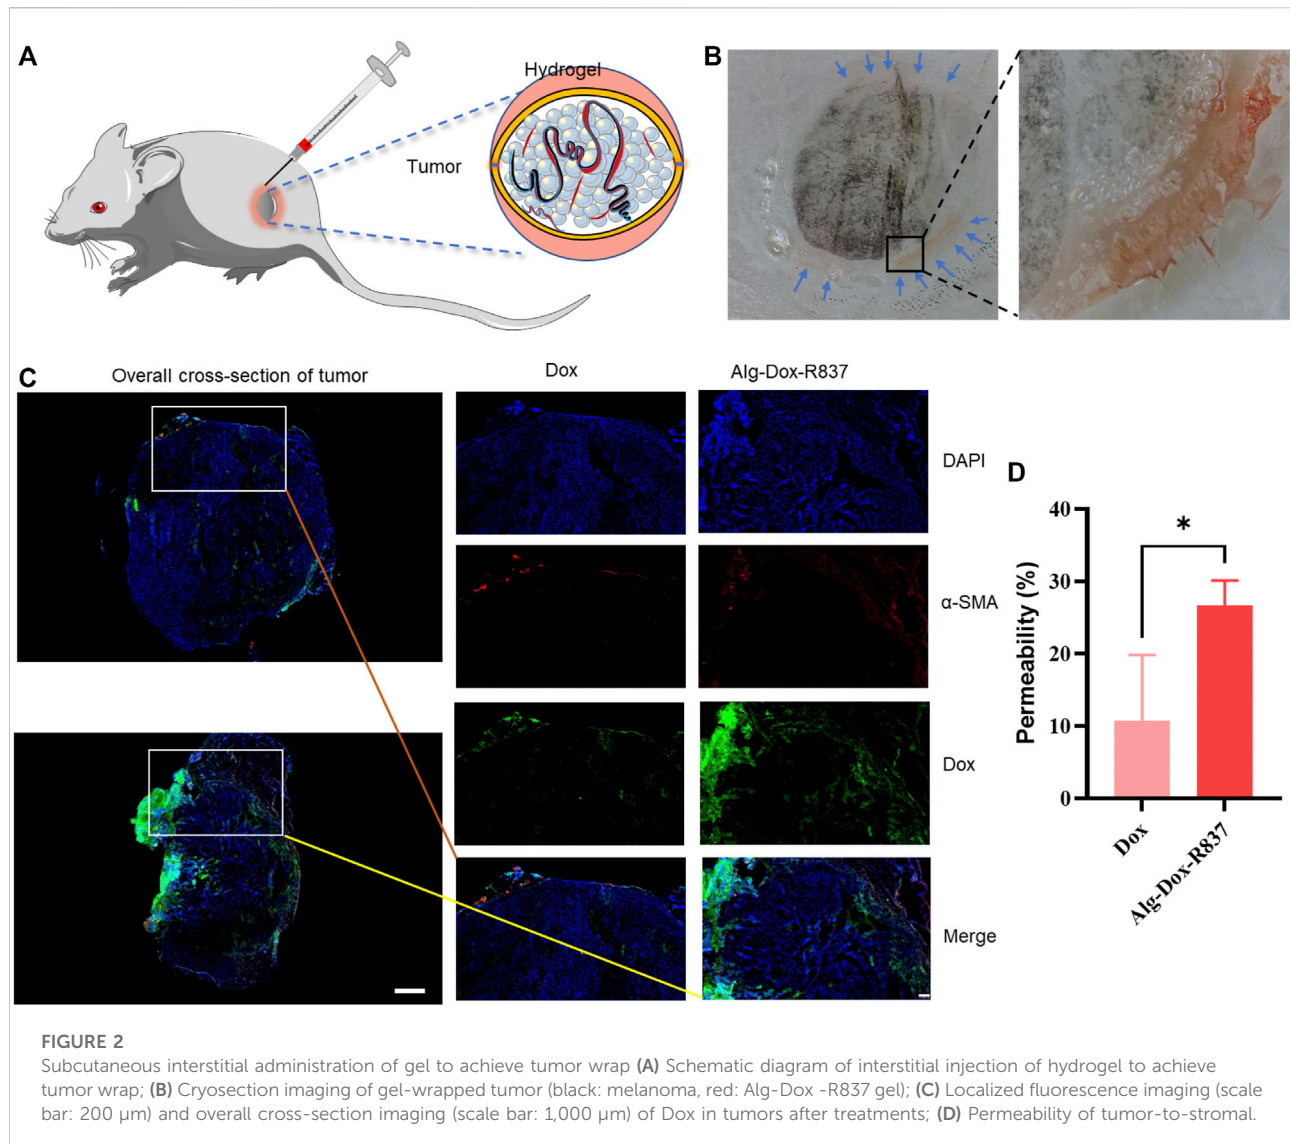 A
Hydrogel
Tumor
B
C
Overall cross-section of tumor
Dox
Alg-Dox-R837
DAPI
α-SMA
Dox
Merge
D
Permeability (%)
40
30
20
10
0
*
Dox
Alg-Dox-R837
FIGURE 2
Subcutaneous interstitial administration of gel to achieve tumor wrap (A) Schematic diagram of interstitial injection of hydrogel to achieve
tumor wrap; (B) Cryosection imaging of gel-wrapped tumor (black: melanoma, red: Alg-Dox -R837 gel); (C) Localized fluorescence imaging (scale
bar: 200 μm) and overall cross-section imaging (scale bar: 1,000 μm) of Dox in tumors after treatments; (D) Permeability of tumor-to-stromal.